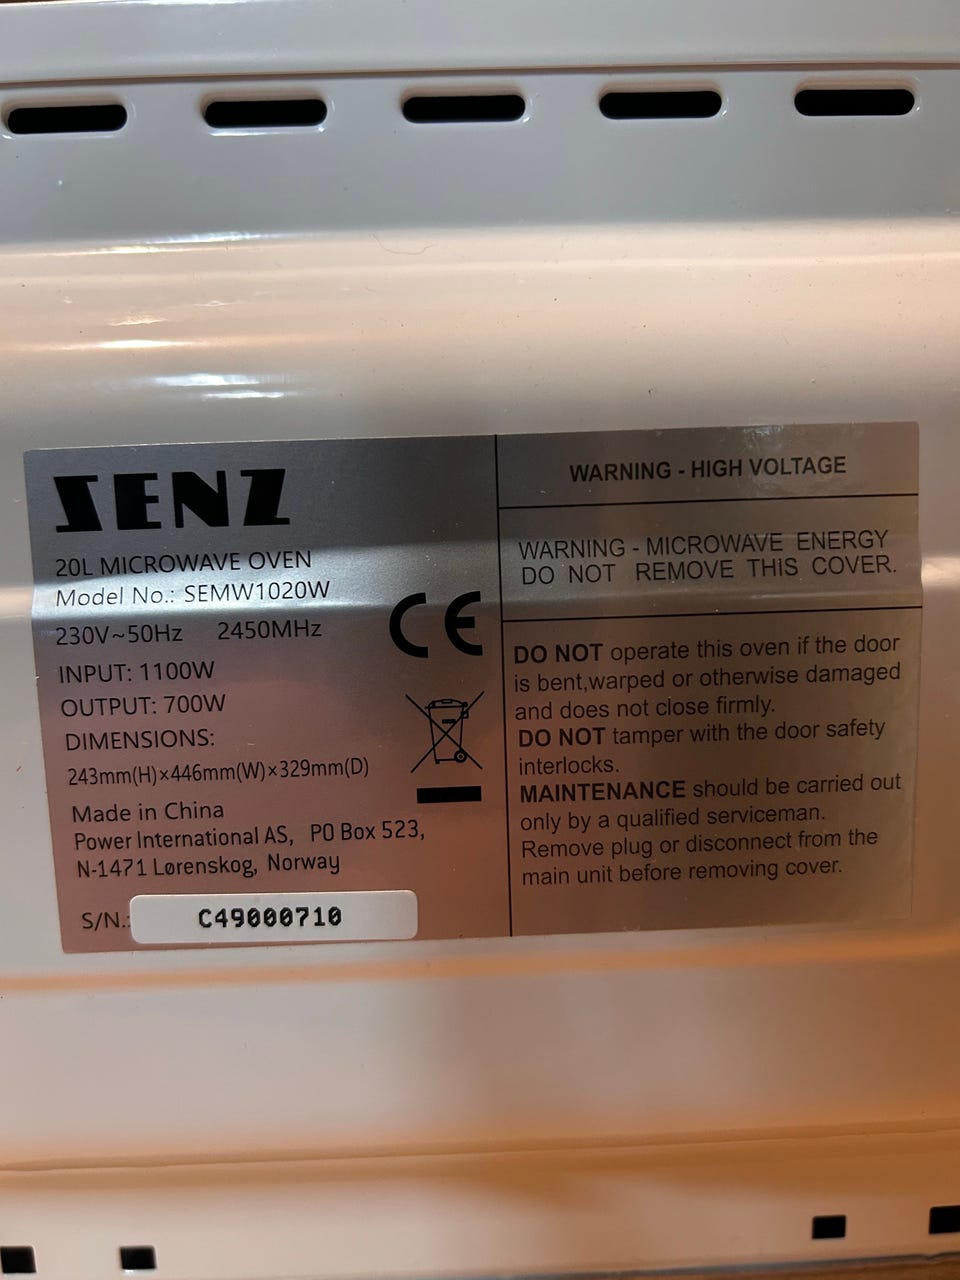 SENZ
20L MICROWAVE OVEN
Model No.: SEMW1020W
230V~50Hz 2450MHz
INPUT: 1100W
OUTPUT: 700W
DIMENSIONS:
243mm(H)×446mm(W)×329mm(D)
Made in China
Power International AS, PO Box 523,
N-1471 Lørenskog, Norway
S/N.: C49000710
CE
WARNING - HIGH VOLTAGE
WARNING - MICROWAVE ENERGY
DO NOT REMOVE THIS COVER.
DO NOT operate this oven if the door
is bent,warped or otherwise damaged
and does not close firmly.
DO NOT tamper with the door safety
interlocks.
MAINTENANCE should be carried out
only by a qualified serviceman.
Remove plug or disconnect from the
main unit before removing cover.